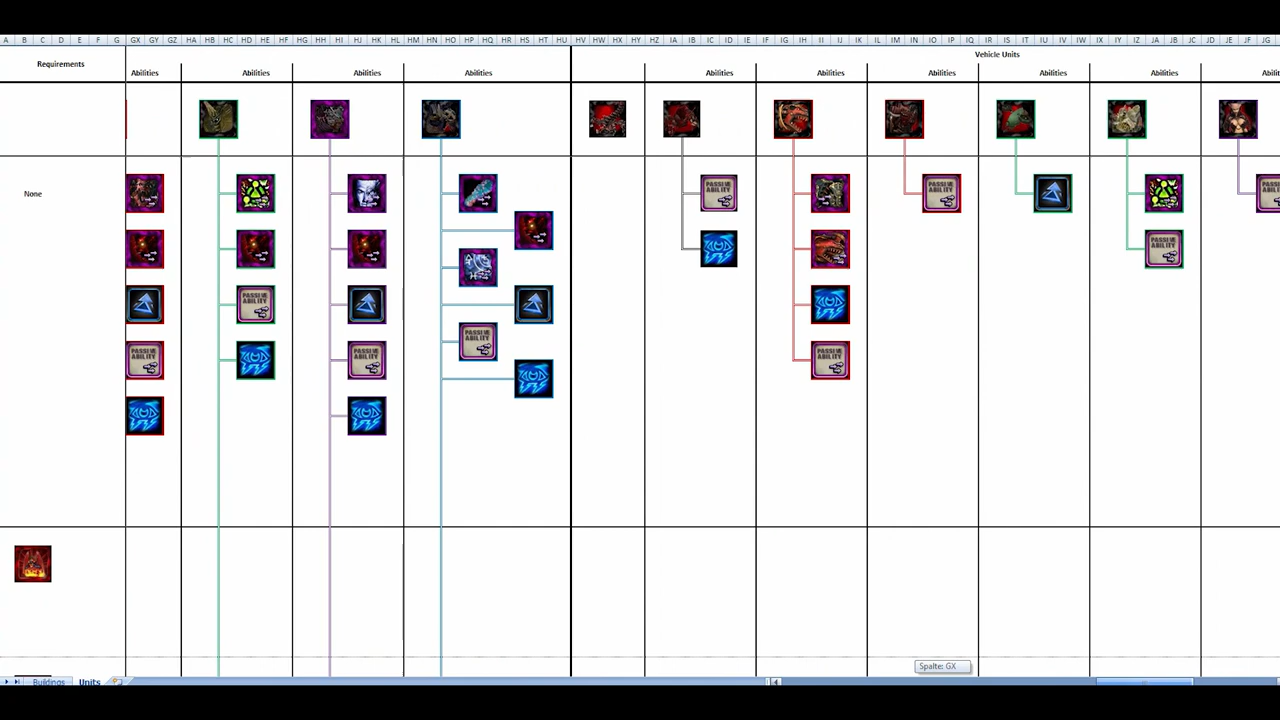 A B C D E F G GX GY GZ HA HB HC HD HE HF HG HH HI HJ HK HL HM HN HO HP HQ HR HS HT HU HV HW HX HY HZ IA IB IC ID IE IF IG IH II IJ IK IL IM IN IO IP IQ IR IS IT IU IV IW IX IY IZ JA JB JC JD JE JF JG
Vehicle Units
Requirements
Abilities Abilities Abilities Abilities Abilities Abilities Abilities Abilities Abilities
None
PASSIVE ABILITY
PASSIVE ABILITY
PASSIVE ABILITY
PASSIVE ABILITY
PASSIVE ABILITY
PASSIVE ABILITY
PASSIVE ABILITY
PASSIVE ABILITY
PASSIVE ABILITY
Spalte: GX
Buildings Units